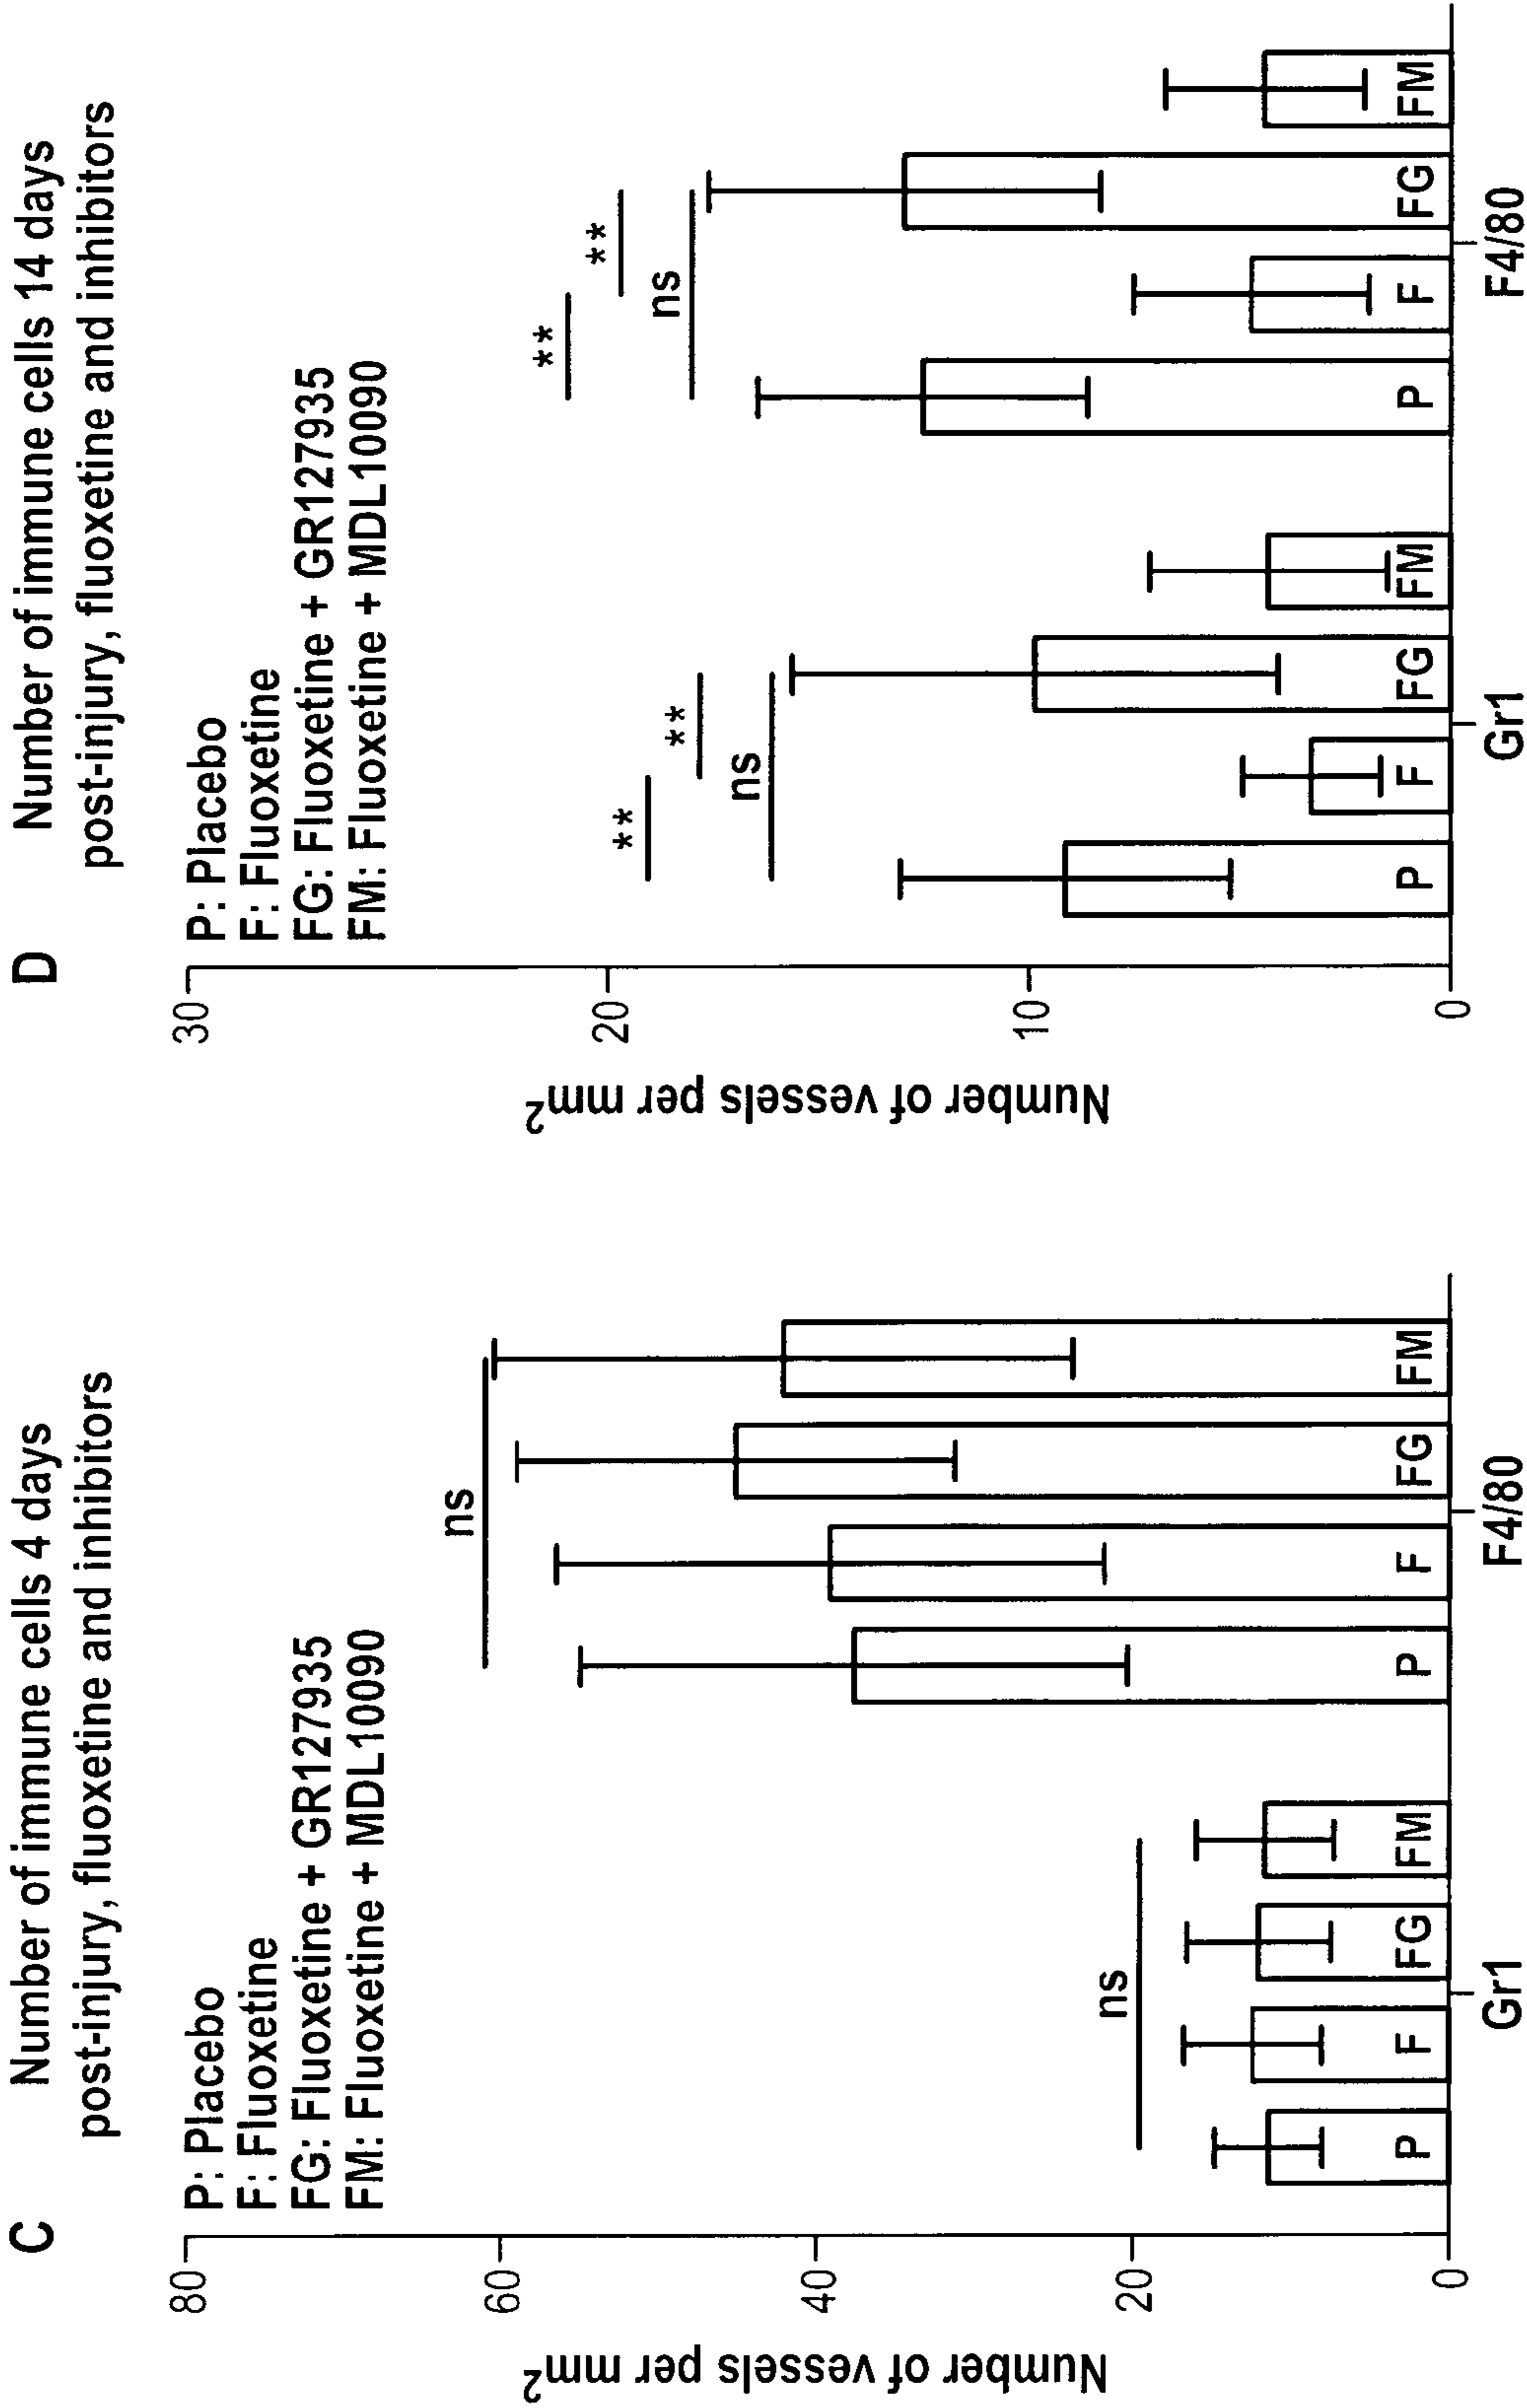 C Number of immune cells 4 days
post-injury, fluoxetine and inhibitors
P: Placebo
F: Fluoxetine
FG: Fluoxetine + GR127935
FM: Fluoxetine + MDL10090
Number of vessels per mm2
80
60
40
20
0
ns
ns
P F FG FM P F FG FM
Gr1 F4/80
D Number of immune cells 14 days
post-injury, fluoxetine and inhibitors
P: Placebo
F: Fluoxetine
FG: Fluoxetine + GR127935
FM: Fluoxetine + MDL10090
Number of vessels per mm2
30
20
10
0
** **
** **
ns ns
P F FG FM P F FG FM
Gr1 F4/80